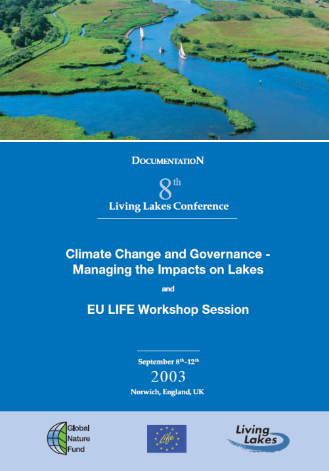 DOCUMENTATION
8th
Living Lakes Conference
Climate Change and Governance -
Managing the Impacts on Lakes
and
EU LIFE Workshop Session
September 8th-12th
2003
Norwich, England, UK
Global
Nature
Fund
Life
Living
Lakes